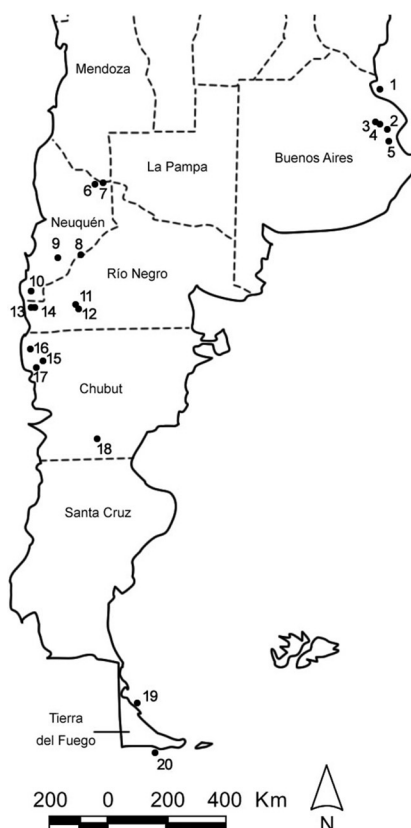 Mendoza
1
3
2
4
5
La Pampa
Buenos Aires
6
7
Neuquén
9
8
Río Negro
10
11
13
14
12
16
15
17
Chubut
18
Santa Cruz
19
Tierra
del Fuego
20
200 0 200 400 Km
N